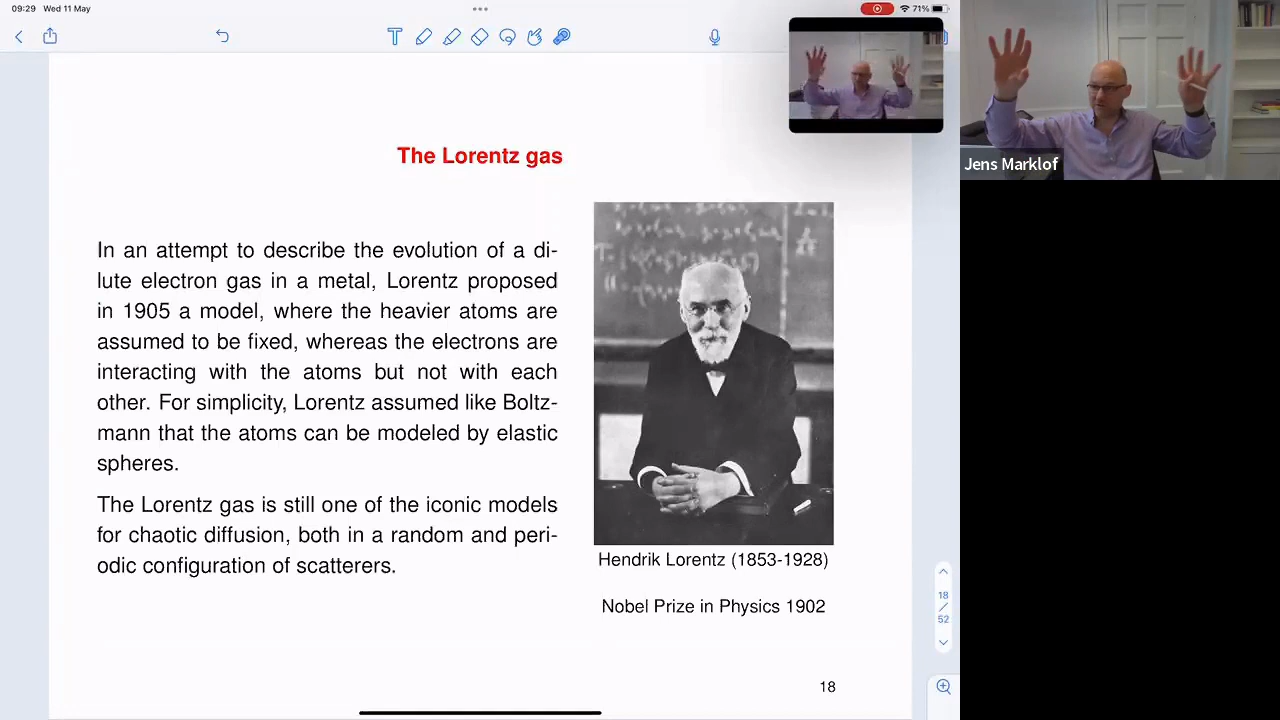 09:29 Wed 11 May
71%
Jens Marklof
The Lorentz gas
In an attempt to describe the evolution of a di-
lute electron gas in a metal, Lorentz proposed
in 1905 a model, where the heavier atoms are
assumed to be fixed, whereas the electrons are
interacting with the atoms but not with each
other. For simplicity, Lorentz assumed like Boltz-
mann that the atoms can be modeled by elastic
spheres.
The Lorentz gas is still one of the iconic models
for chaotic diffusion, both in a random and peri-
odic configuration of scatterers.
Hendrik Lorentz (1853-1928)
Nobel Prize in Physics 1902
18
/
52
18